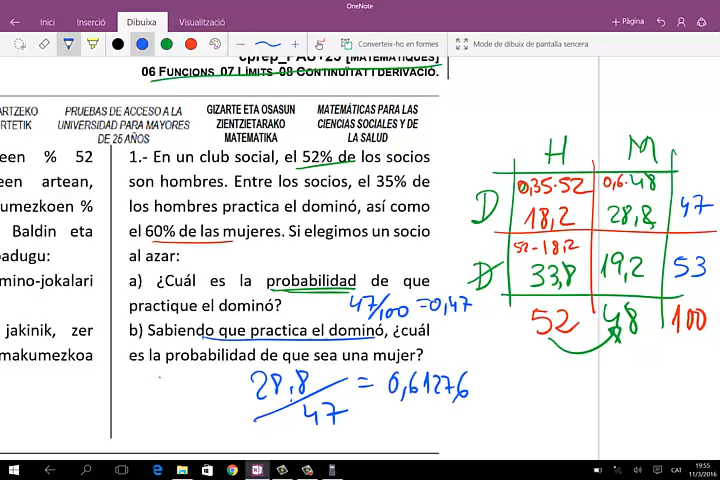 OneNote
Inici Inserció Dibuixa Visualització
Pàgina
Converteix-ho en formes
Mode de dibuix de pantalla sencera
cprep_PAU+25 [MATEMÀTIQUES]
06 FUNCIONS 07 LÍMITS 08 CONTINUÏTAT I DERIVACIÓ.
ARTZEKO
RTETIK
PRUEBAS DE ACCESO A LA
UNIVERSIDAD PARA MAYORES
DE 25 AÑOS
GIZARTE ETA OSASUN
ZIENTZIETARAKO
MATEMATIKA
MATEMÁTICAS PARA LAS
CIENCIAS SOCIALES Y DE
LA SALUD
een % 52
een artean,
kumezkoen %
Baldin eta
padugu:
mino-jokalari
jakinik, zer
makumezkoa
1.- En un club social, el 52% de los socios
son hombres. Entre los socios, el 35% de
los hombres practica el dominó, así como
el 60% de las mujeres. Si elegimos un socio
al azar:
a) ¿Cuál es la probabilidad de que
practique el dominó?
47/100 = 0,47
b) Sabiendo que practica el dominó, ¿cuál
es la probabilidad de que sea una mujer?
28,8/47 = 0,61276
H M
0,35·52 0,6·48
D 18,2 28,8 47
52-18,2
D 33,8 19,2 53
52 48 100
CAT
19:55
11/3/2016